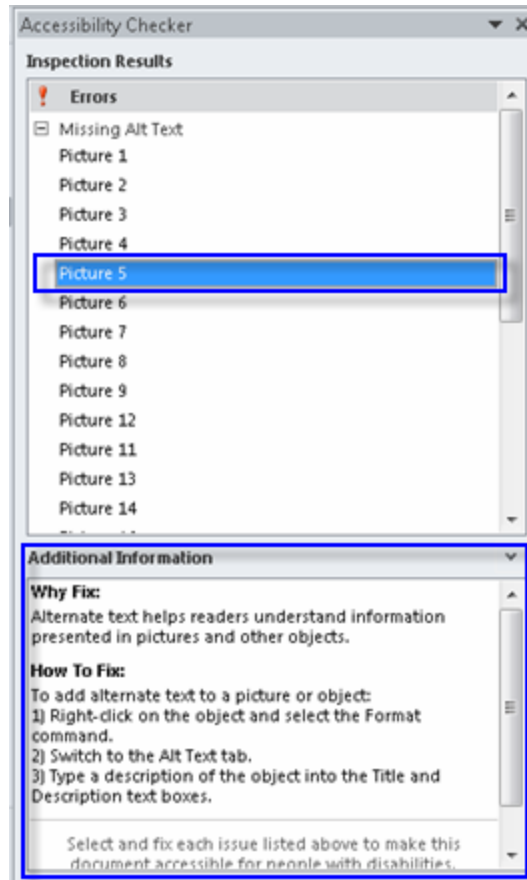 Accessibility Checker
Inspection Results
Errors
Missing Alt Text
Picture 1
Picture 2
Picture 3
Picture 4
Picture 5
Picture 6
Picture 7
Picture 8
Picture 9
Picture 12
Picture 11
Picture 13
Picture 14
Additional Information
Why Fix:
Alternate text helps readers understand information
presented in pictures and other objects.
How To Fix:
To add alternate text to a picture or object:
1) Right-click on the object and select the Format
command.
2) Switch to the Alt Text tab.
3) Type a description of the object into the Title and
Description text boxes.
Select and fix each issue listed above to make this
document accessible for people with disabilities.